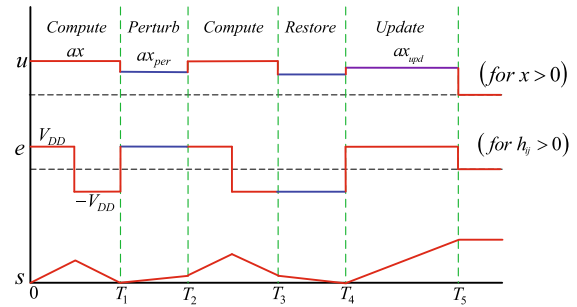 Compute Perturb Compute Restore Update
ax ax_per ax_upd
u (for x > 0)
V_DD
e (for h_ij > 0)
−V_DD
s
0 T_1 T_2 T_3 T_4 T_5